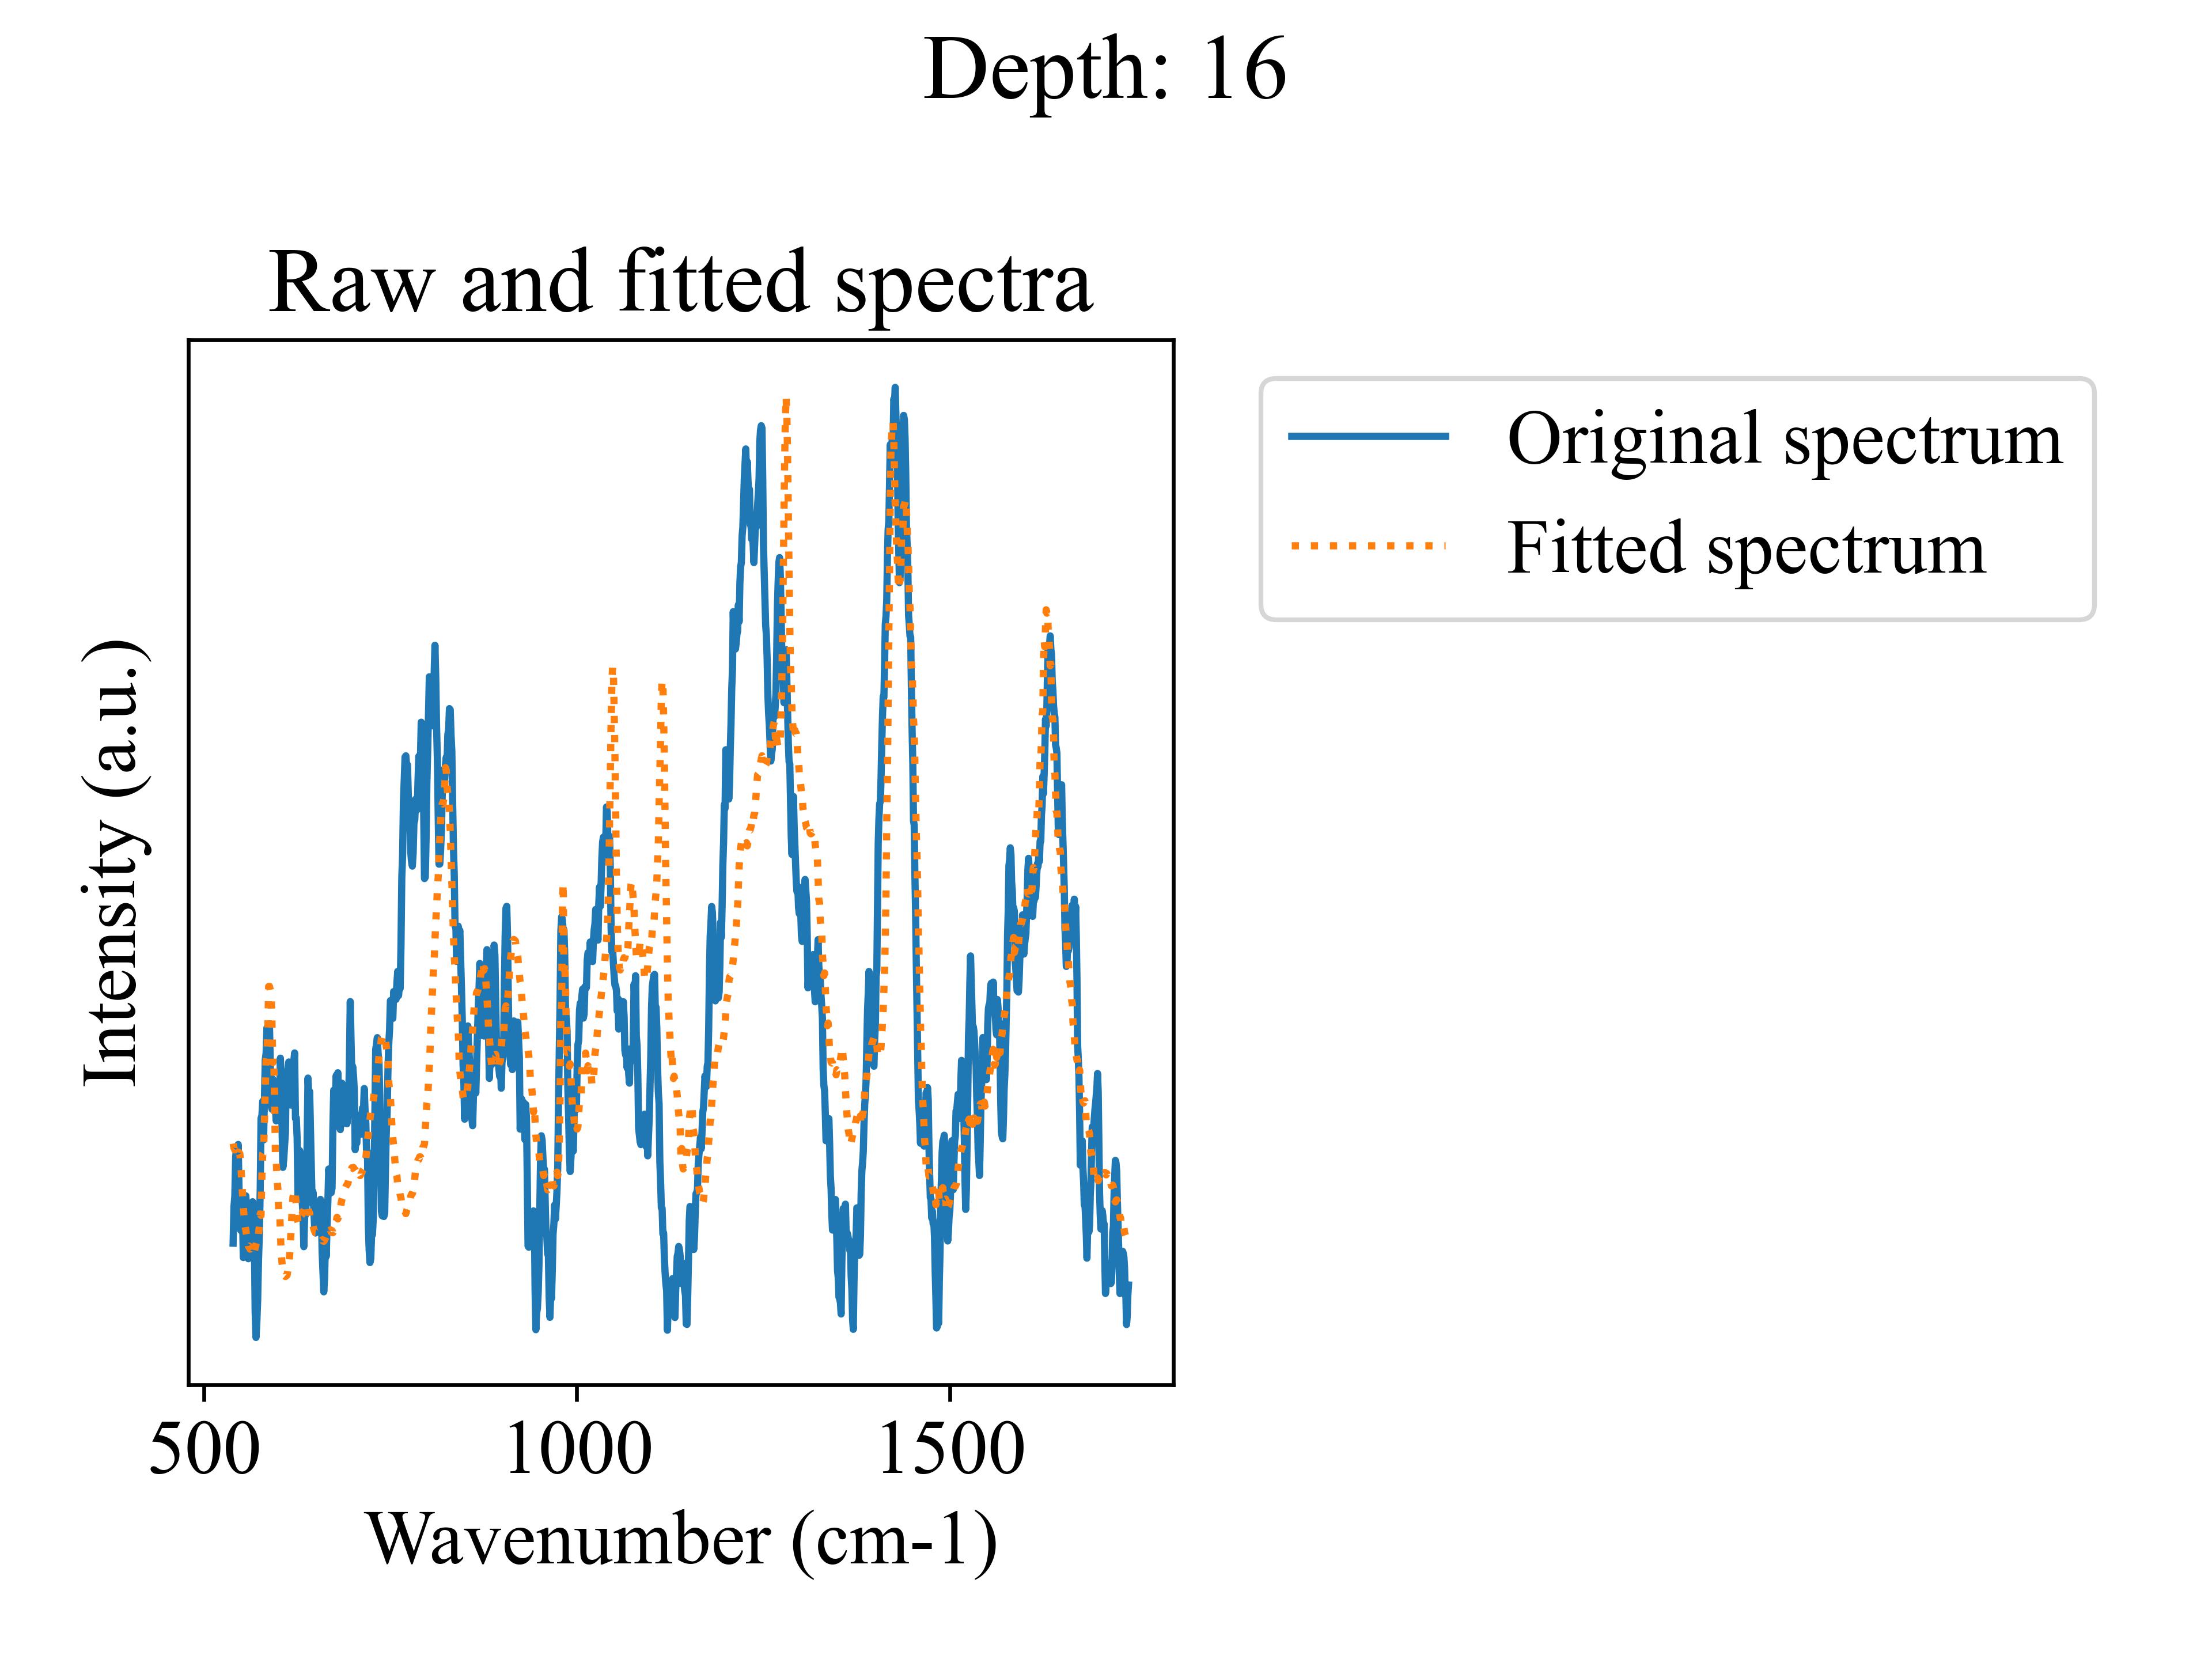 Depth: 16
Raw and fitted spectra
Original spectrum
Fitted spectrum
Intensity (a.u.)
500 1000 1500
Wavenumber (cm-1)